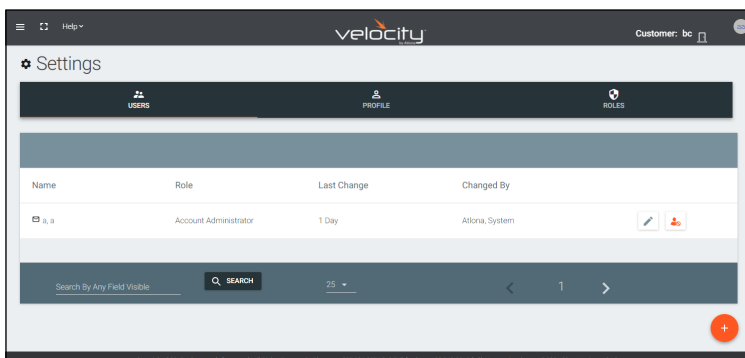 Help
velocity
by Atlona
Customer: bc
Settings
USERS
PROFILE
ROLES
Name Role Last Change Changed By
a, a Account Administrator 1 Day Atlona, System
Search By Any Field Visible SEARCH 25 1
+